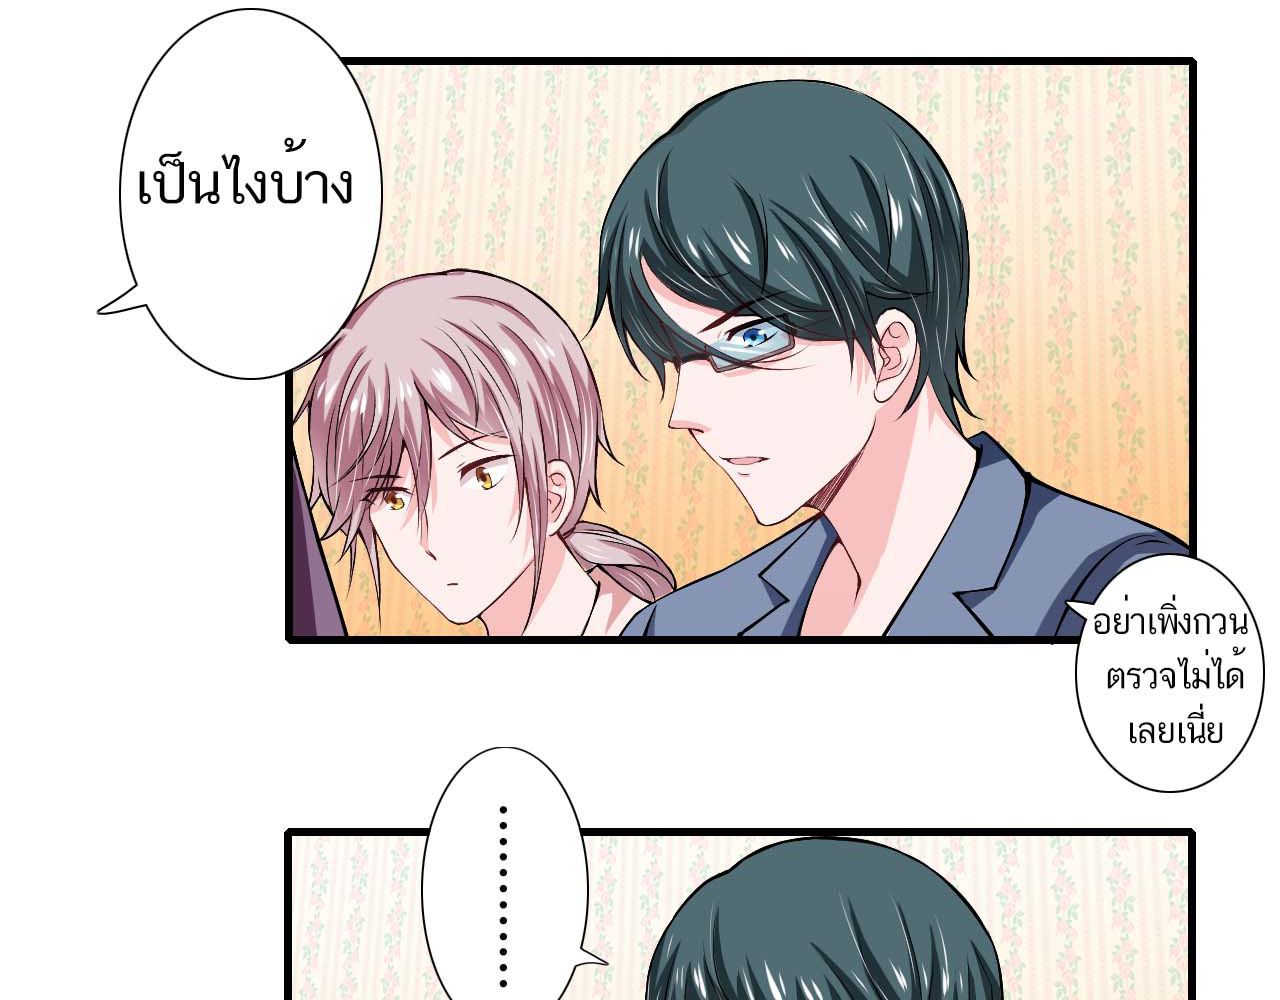 เป็นไงบ้าง
อย่าเพิ่งกวน
ตรวจไม่ได้
เลยเนี่ย
............